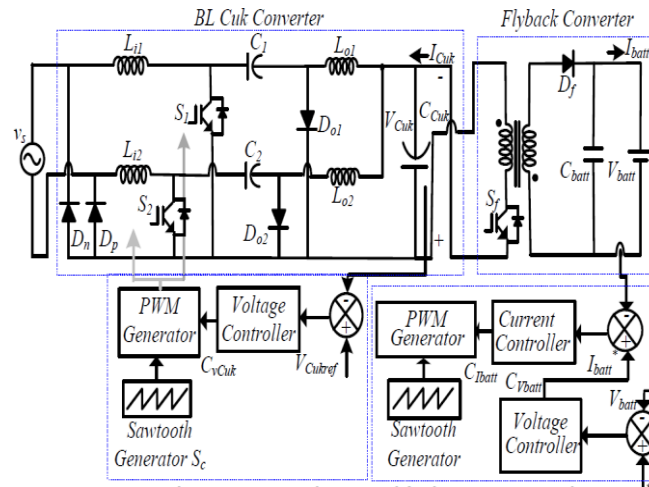 BL Cuk Converter
Flyback Converter
L_i1
C_1
L_o1
I_Cuk
-
I_batt
D_f
S_1
D_o1
V_Cuk
C_Cuk
v_s
L_i2
C_2
L_o2
S_f
C_batt
V_batt
S_2
D_n
D_p
D_o2
+
PWM Generator
Voltage Controller
-
+
C_vCuk
V_Cukref
Sawtooth
Generator S_c
PWM Generator
Current Controller
-
+
C_Ibatt
I_batt*
C_Vbatt
V_batt
Sawtooth
Generator
Voltage Controller
-
+